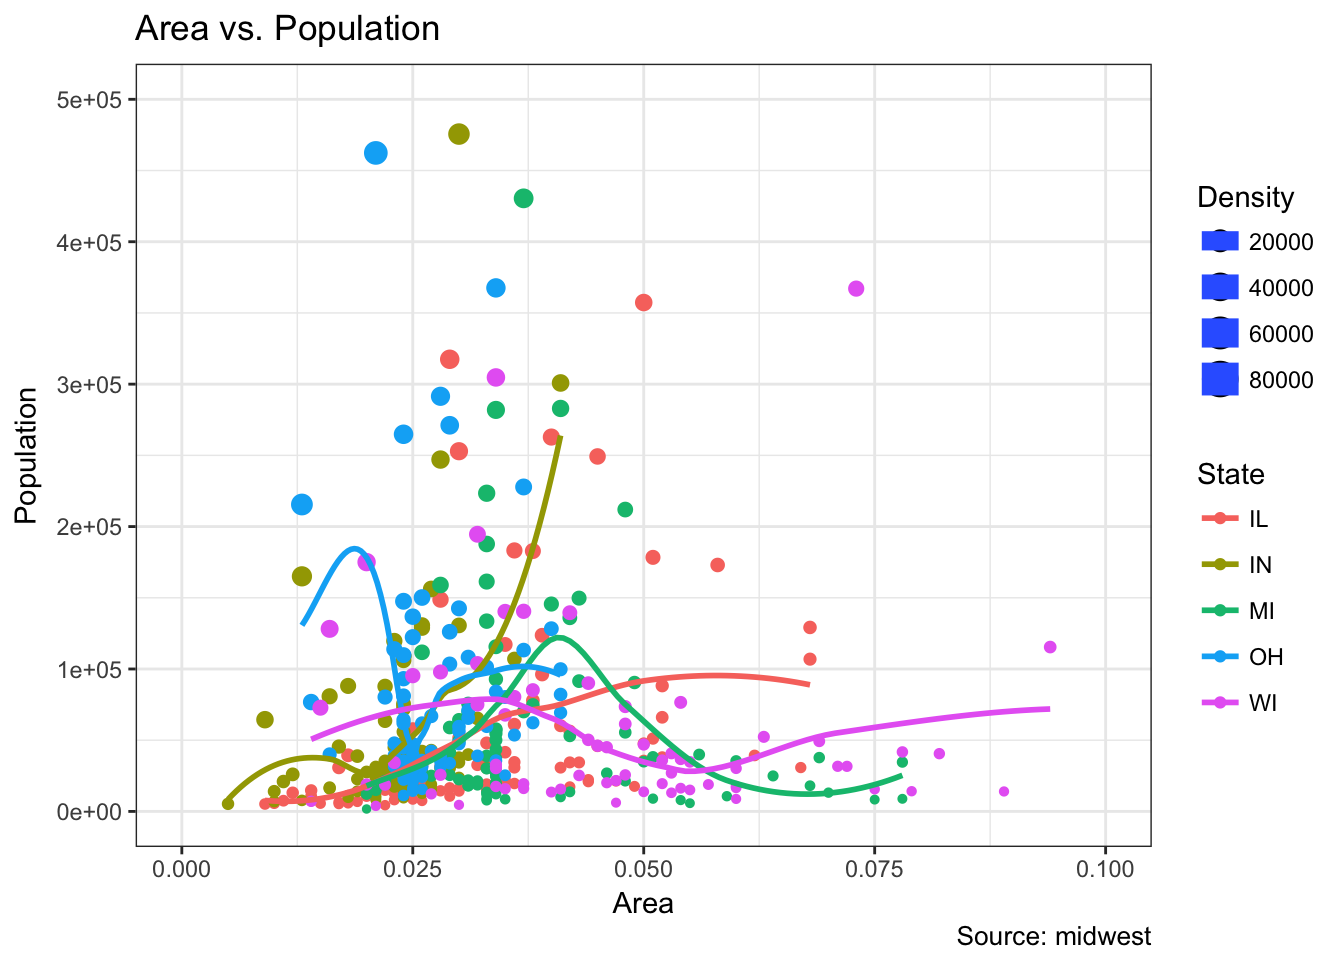 Area vs. Population
Population
5e+05
4e+05
3e+05
2e+05
1e+05
0e+00
0.000
0.025
0.050
0.075
0.100
Area
Source: midwest
Density
20000
40000
60000
80000
State
IL
IN
MI
OH
WI